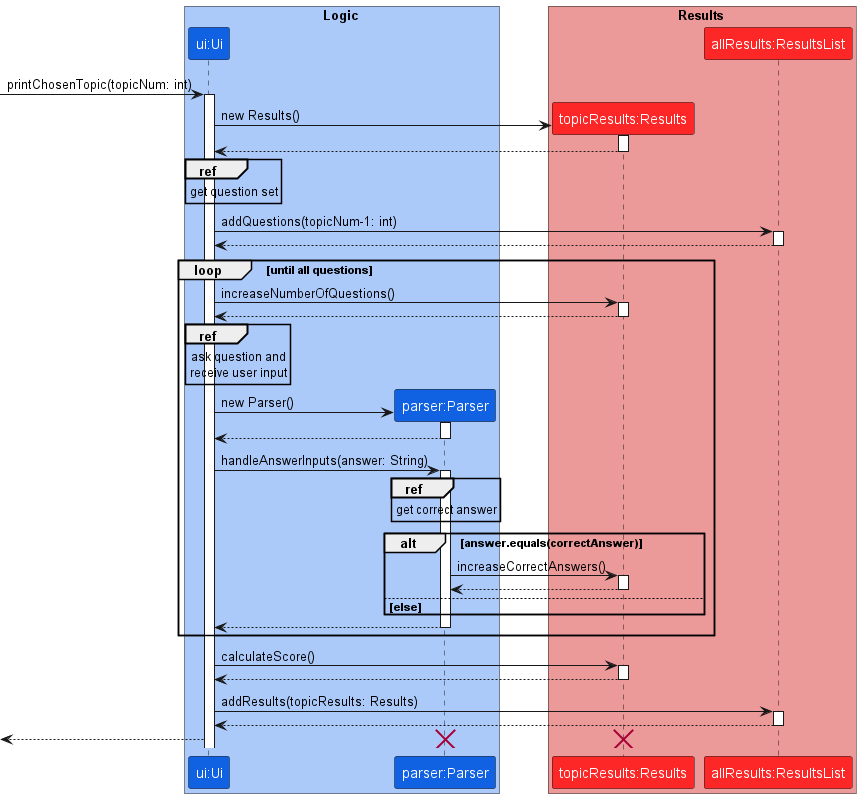 Logic
Results
ui:Ui
allResults:ResultsList
printChosenTopic(topicNum: int)
new Results()
topicResults:Results
ref
get question set
addQuestions(topicNum-1: int)
loop
[until all questions]
increaseNumberOfQuestions()
ref
ask question and
receive user input
new Parser()
parser:Parser
handleAnswerInputs(answer: String)
ref
get correct answer
alt
[answer.equals(correctAnswer)]
increaseCorrectAnswers()
[else]
calculateScore()
addResults(topicResults: Results)
ui:Ui
parser:Parser
topicResults:Results
allResults:ResultsList